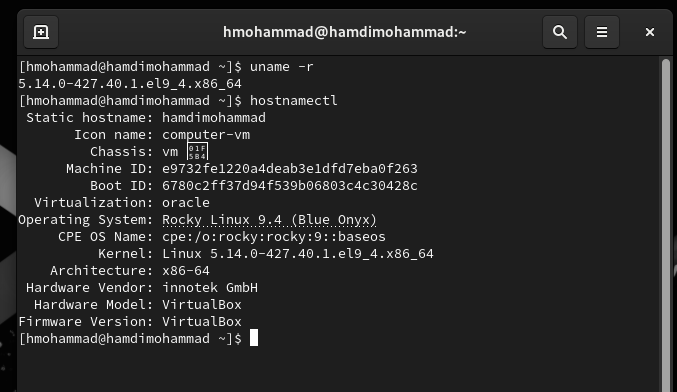 hmohammad@hamdimohammad:~
[hmohammad@hamdimohammad ~]$ uname -r
5.14.0-427.40.1.el9_4.x86_64
[hmohammad@hamdimohammad ~]$ hostnamectl
Static hostname: hamdimohammad
Icon name: computer-vm
Chassis: vm 🖴
Machine ID: e9732fe1220a4deab3e1dfd7eba0f263
Boot ID: 6780c2ff37d94f539b06803c4c30428c
Virtualization: oracle
Operating System: Rocky Linux 9.4 (Blue Onyx)
CPE OS Name: cpe:/o:rocky:rocky:9::baseos
Kernel: Linux 5.14.0-427.40.1.el9_4.x86_64
Architecture: x86-64
Hardware Vendor: innotek GmbH
Hardware Model: VirtualBox
Firmware Version: VirtualBox
[hmohammad@hamdimohammad ~]$